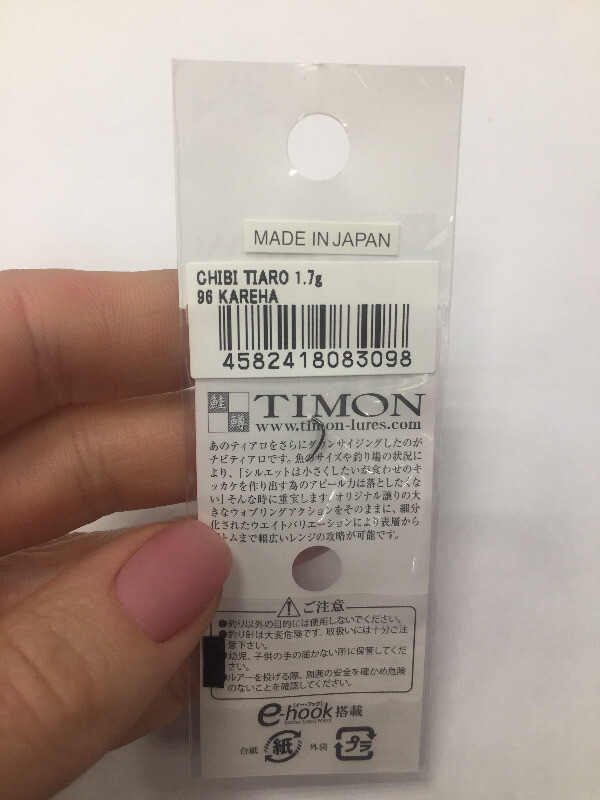 MADE IN JAPAN
CHIBI TIARO 1.7g
96 KAREHA
4582418083098
鮭 TIMON
鱒 www.timon-lures.com
あのティアロをさらにダウンサイジングしたのが
チビティアロです。魚のサイズや釣り場の状況に
より、「シルエットは小さくしたいが食わせのキ
ッカケを作り出す為のアピール力は落としたくな
い」そんな時に重宝します。オリジナル譲りの大
きなウォブリングアクションをそのままに、細分
化されたウエイトバリエーションにより表層から
トムまで幅広いレンジの攻略が可能です。
ご注意
●釣り以外の目的には使用しないでください。
●釣り針は大変危険です。取扱いには十分ご注
意下さい。
●幼児、子供の手の届かない所に保管してくだ
さい。
●ルアーを投げる際、周囲の安全を確かめ危険
のないことを確認してください。
[イー・フック]
e-hook 搭載
EXTRA LONG POINT
台紙 紙 外袋 プラ